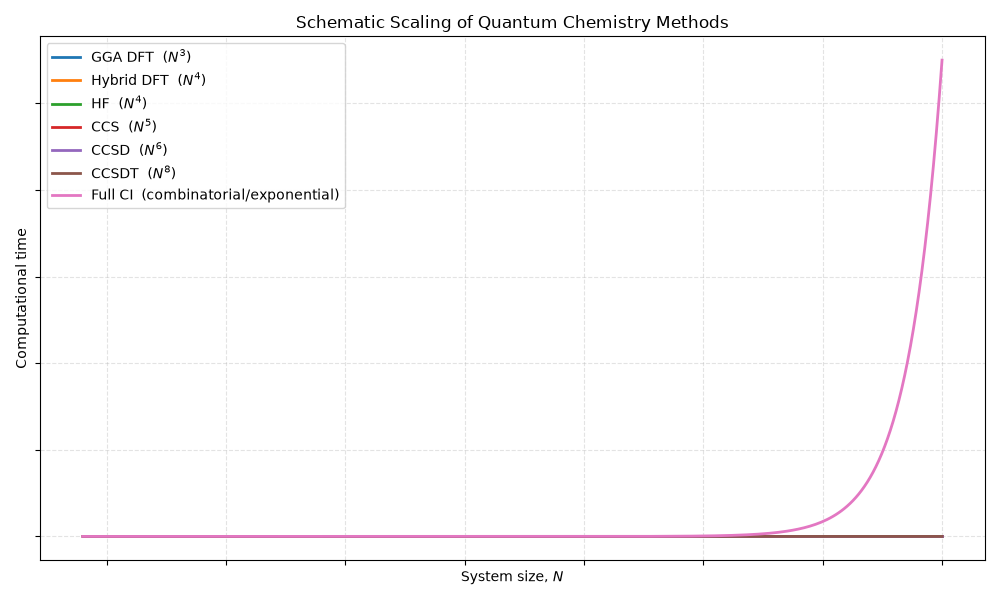 Schematic Scaling of Quantum Chemistry Methods
GGA DFT (N³)
Hybrid DFT (N⁴)
HF (N⁴)
CCS (N⁵)
CCSD (N⁶)
CCSDT (N⁸)
Full CI (combinatorial/exponential)
Computational time
System size, N